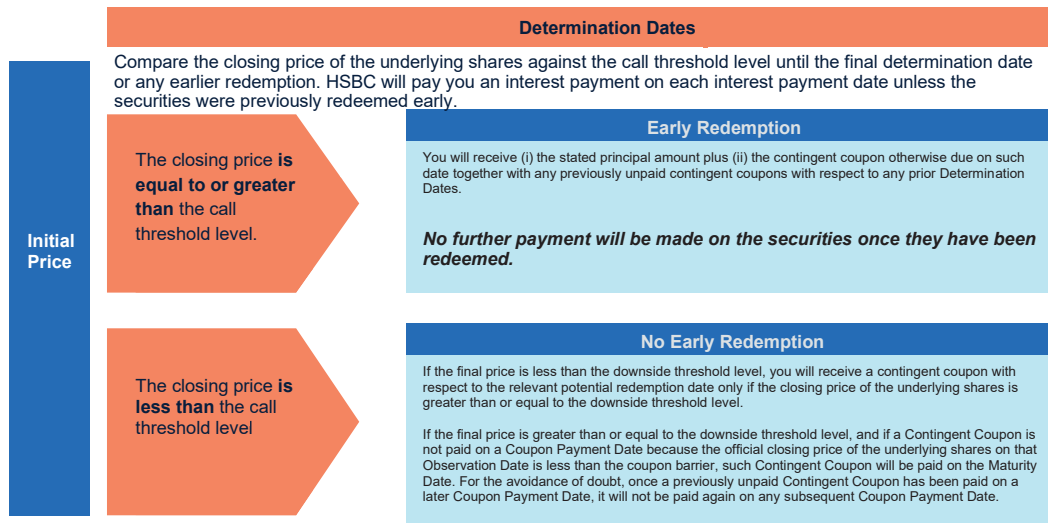 Determination Dates
Compare the closing price of the underlying shares against the call threshold level until the final determination date
or any earlier redemption. HSBC will pay you an interest payment on each interest payment date unless the
securities were previously redeemed early.
Initial
Price
The closing price is
equal to or greater
than the call
threshold level.
Early Redemption
You will receive (i) the stated principal amount plus (ii) the contingent coupon otherwise due on such
date together with any previously unpaid contingent coupons with respect to any prior Determination
Dates.
No further payment will be made on the securities once they have been
redeemed.
The closing price is
less than the call
threshold level
No Early Redemption
If the final price is less than the downside threshold level, you will receive a contingent coupon with
respect to the relevant potential redemption date only if the closing price of the underlying shares is
greater than or equal to the downside threshold level.
If the final price is greater than or equal to the downside threshold level, and if a Contingent Coupon is
not paid on a Coupon Payment Date because the official closing price of the underlying shares on that
Observation Date is less than the coupon barrier, such Contingent Coupon will be paid on the Maturity
Date. For the avoidance of doubt, once a previously unpaid Contingent Coupon has been paid on a
later Coupon Payment Date, it will not be paid again on any subsequent Coupon Payment Date.